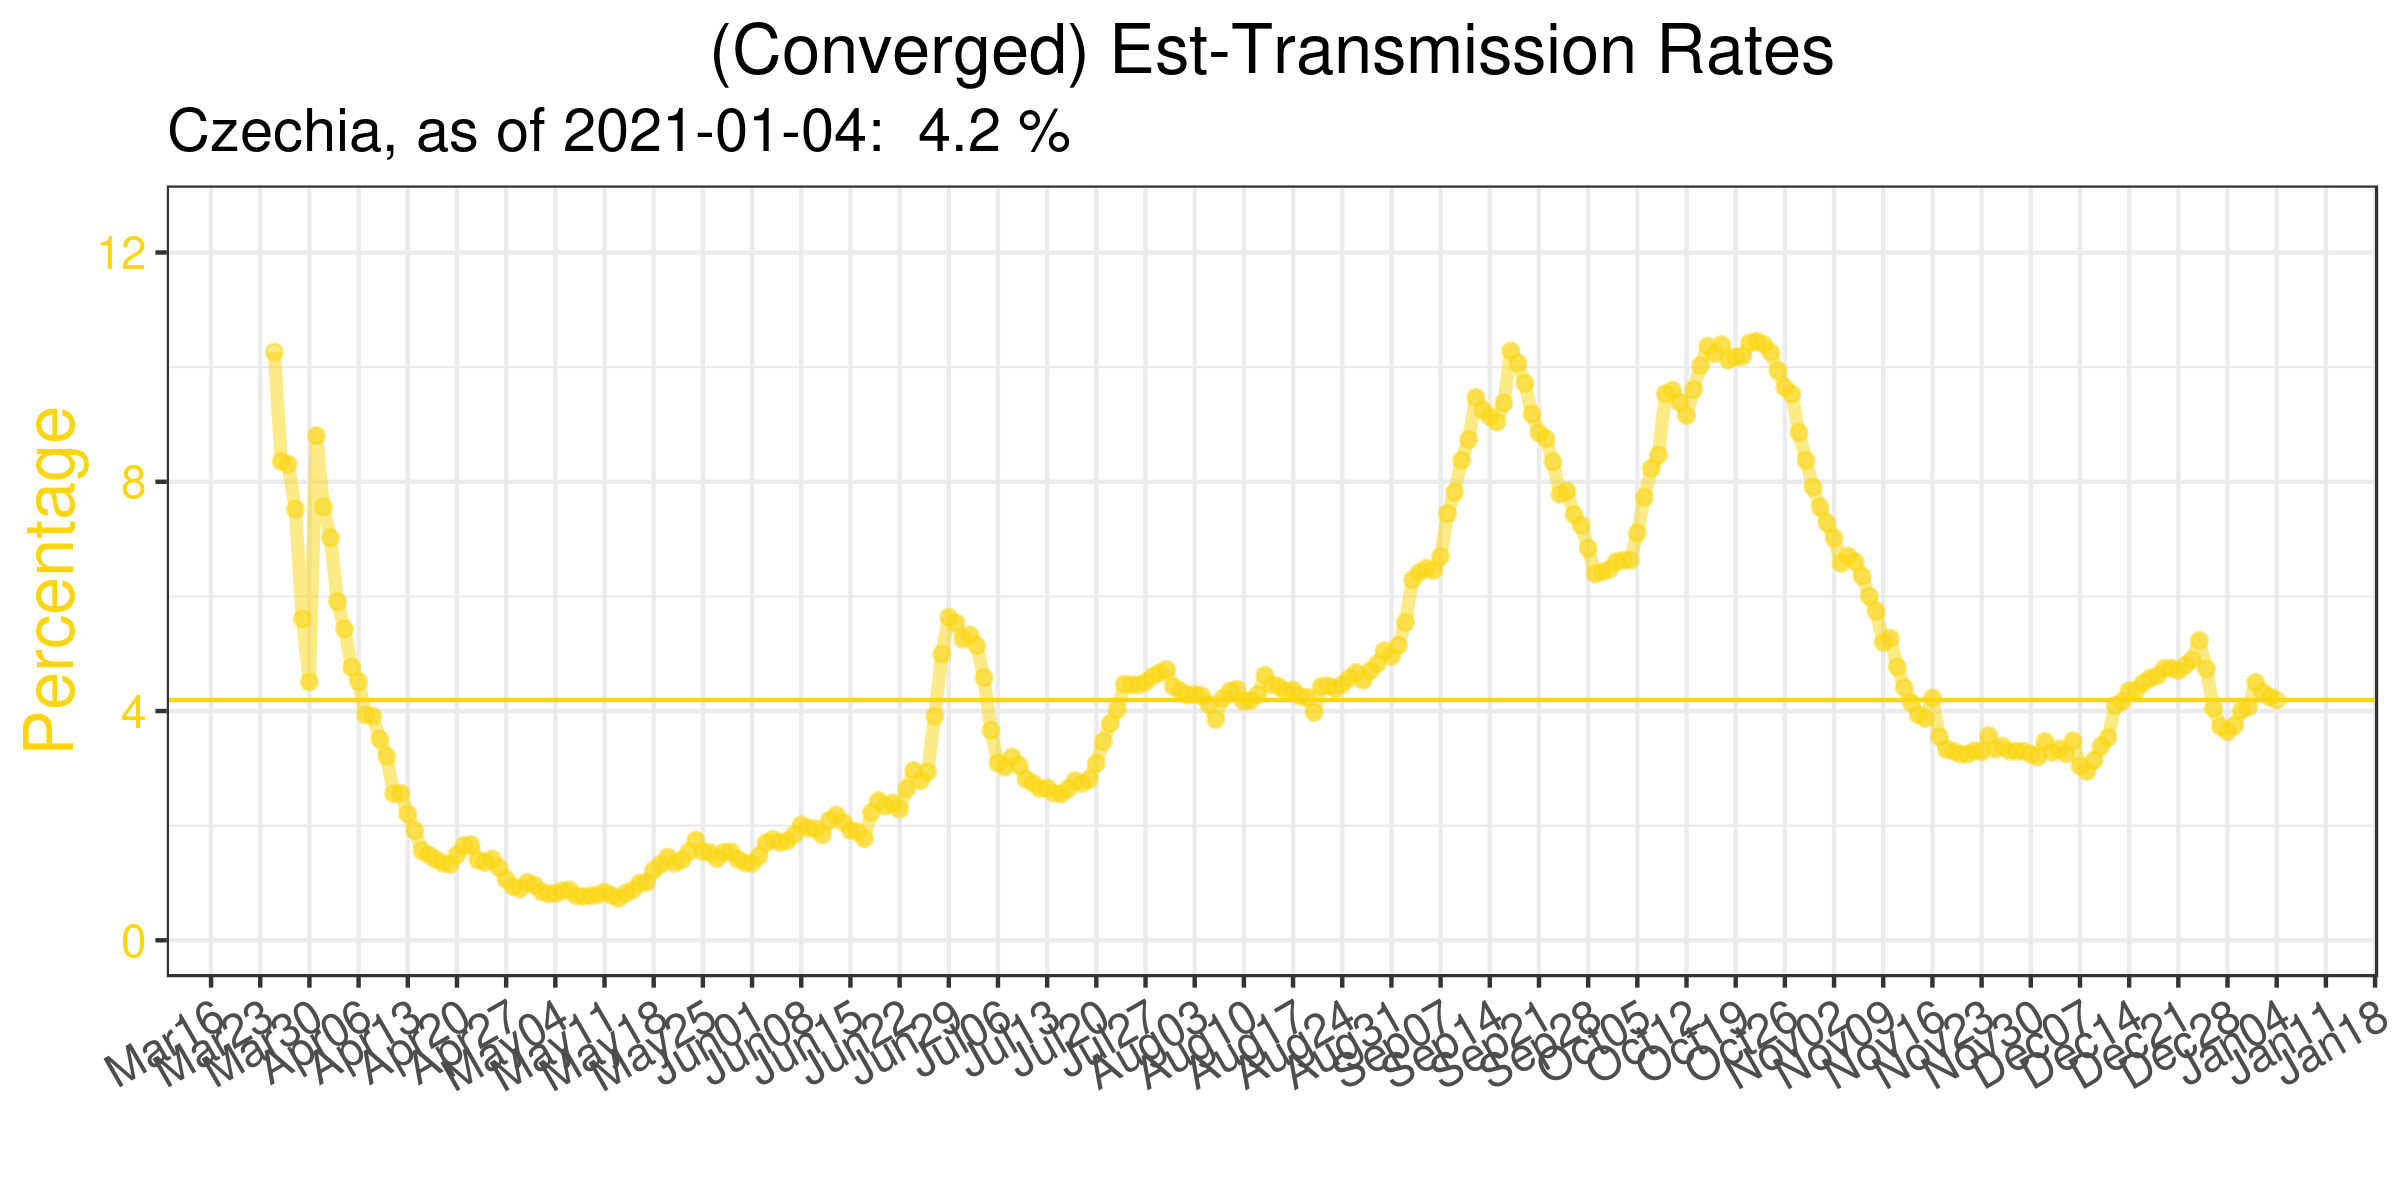 (Converged) Est-Transmission Rates
Czechia, as of 2021-01-04:  4.2 %
Percentage
12
8
4
0
Mar16
Mar23
Mar30
Apr06
Apr13
Apr20
Apr27
May04
May11
May18
May25
Jun01
Jun08
Jun15
Jun22
Jun29
Jul06
Jul13
Jul20
Jul27
Aug03
Aug10
Aug17
Aug24
Aug31
Sep07
Sep14
Sep21
Sep28
Oct05
Oct12
Oct19
Oct26
Nov02
Nov09
Nov16
Nov23
Nov30
Dec07
Dec14
Dec21
Dec28
Jan04
Jan11
Jan18